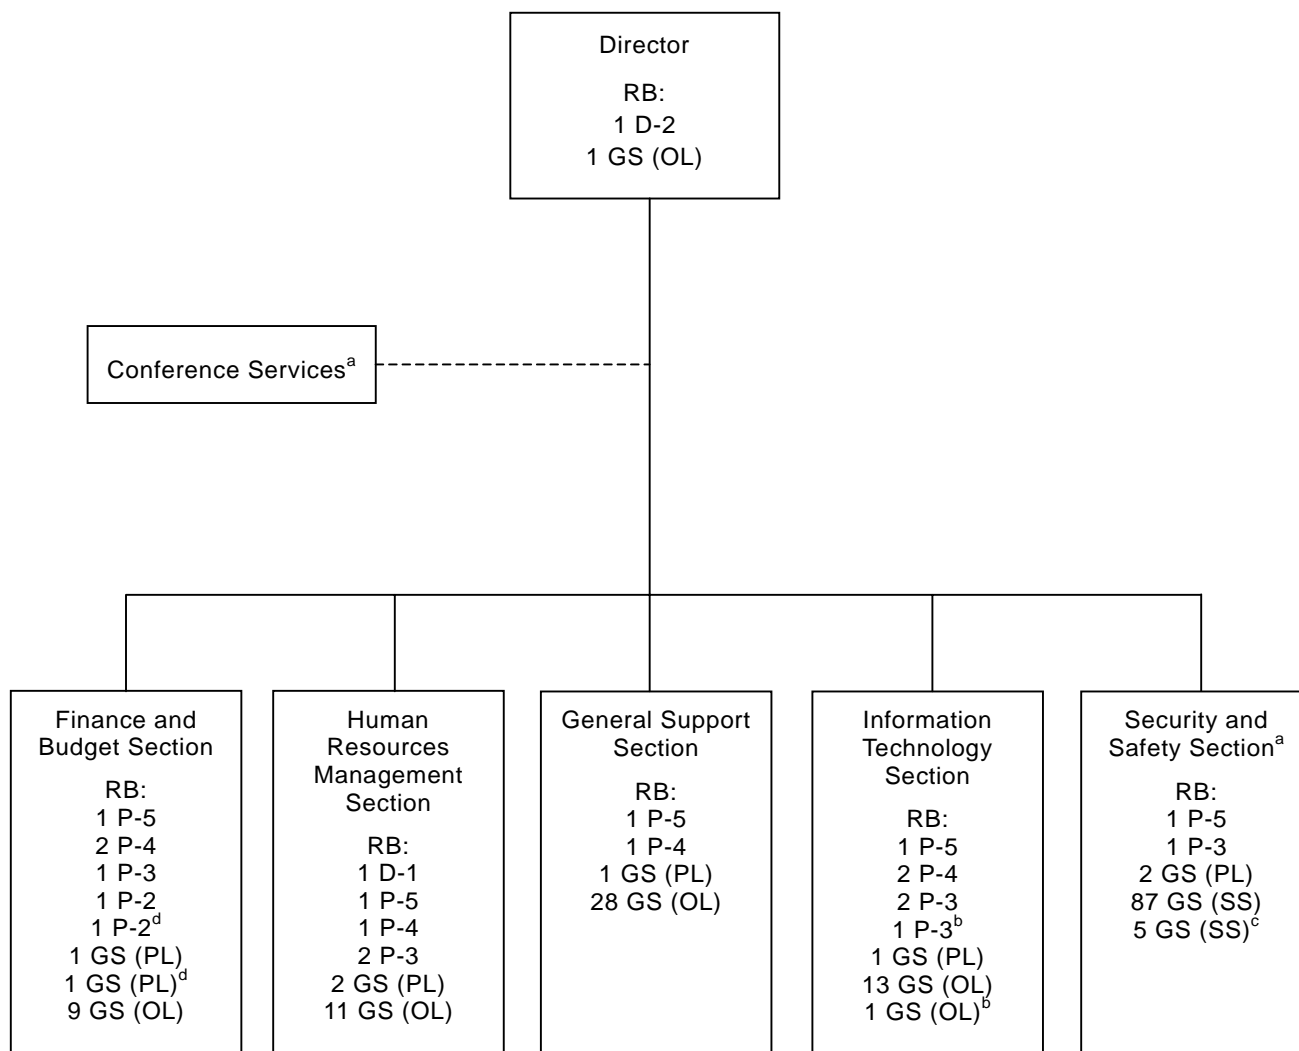 Director
RB:
1 D-2
1 GS (OL)
Conference Servicesᵃ
Finance and
Budget Section
RB:
1 P-5
2 P-4
1 P-3
1 P-2
1 P-2ᵈ
1 GS (PL)
1 GS (PL)ᵈ
9 GS (OL)
Human
Resources
Management
Section
RB:
1 D-1
1 P-5
1 P-4
2 P-3
2 GS (PL)
11 GS (OL)
General Support
Section
RB:
1 P-5
1 P-4
1 GS (PL)
28 GS (OL)
Information
Technology
Section
RB:
1 P-5
2 P-4
2 P-3
1 P-3ᵇ
1 GS (PL)
13 GS (OL)
1 GS (OL)ᵇ
Security and
Safety Sectionᵃ
RB:
1 P-5
1 P-3
2 GS (PL)
87 GS (SS)
5 GS (SS)ᶜ